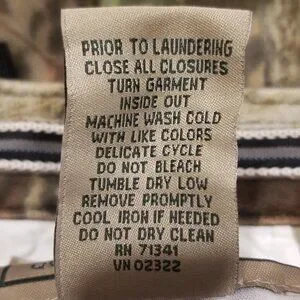 PRIOR TO LAUNDERING
CLOSE ALL CLOSURES
TURN GARMENT
INSIDE OUT
MACHINE WASH COLD
WITH LIKE COLORS
DELICATE CYCLE
DO NOT BLEACH
TUMBLE DRY LOW
REMOVE PROMPTLY
COOL IRON IF NEEDED
DO NOT DRY CLEAN
RN 71341
VN 02322